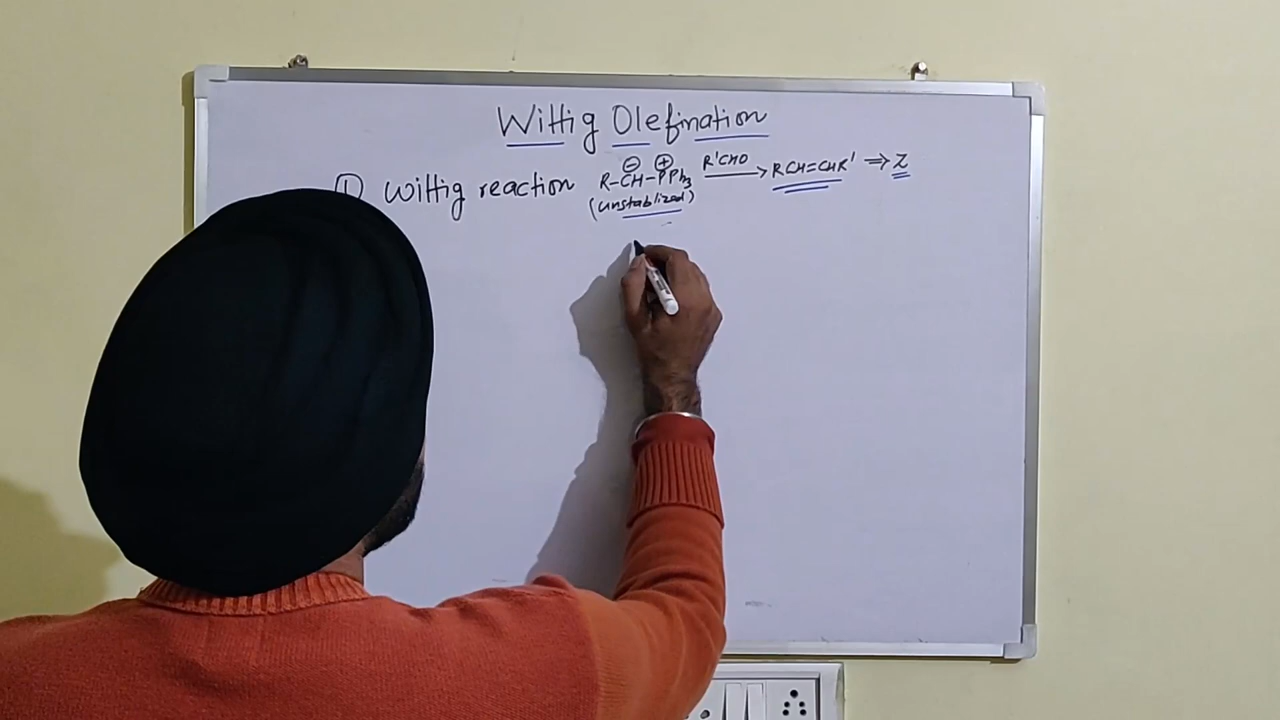 Wittig Olefination
① Wittig reaction R-C̶H⊖-P⊕Ph3 R'CHO → RCH=CHR' ⇒ Z
(unstablized)